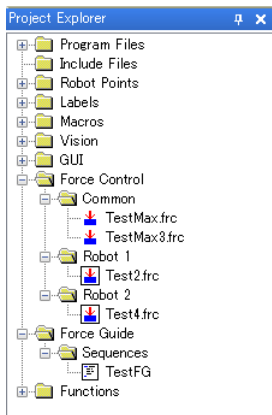 Project Explorer
Program Files
Include Files
Robot Points
Labels
Macros
Vision
GUI
Force Control
Common
TestMax.frc
TestMax3.frc
Robot 1
Test2.frc
Robot 2
Test4.frc
Force Guide
Sequences
TestFG
Functions